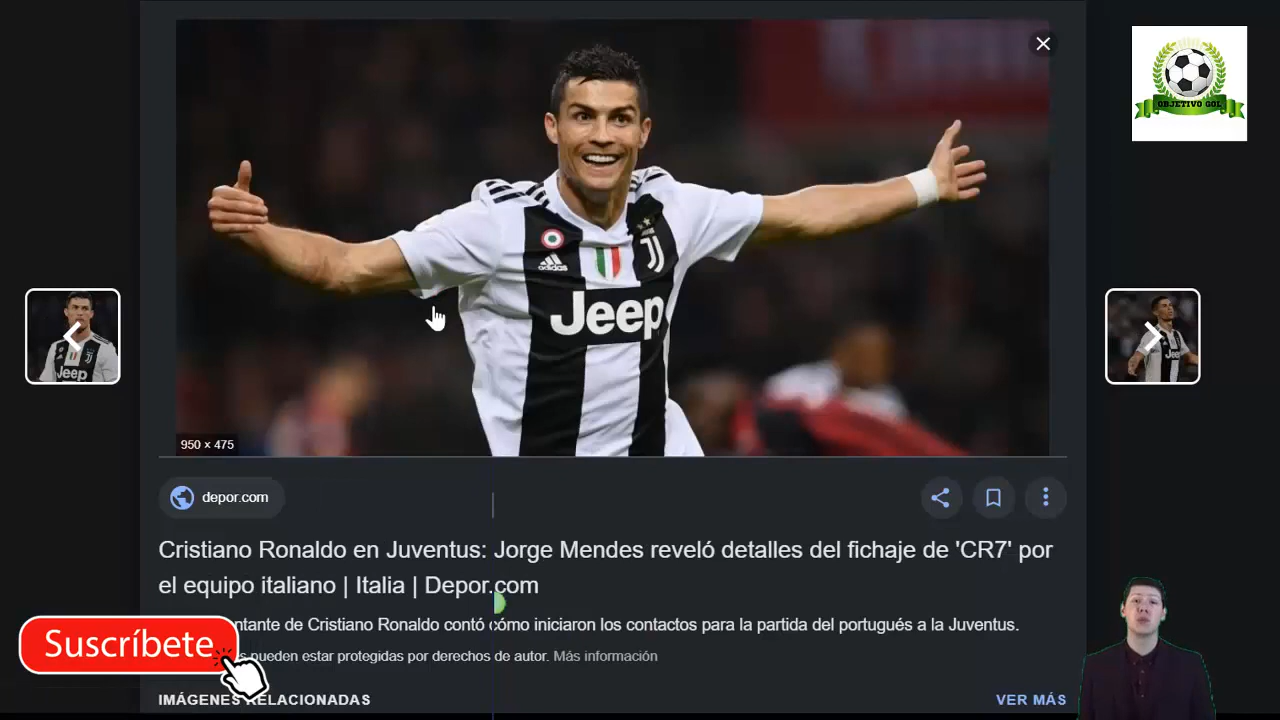 OBJETIVO GOL
adidas
Jeep
Jeep
950 × 475
depor.com
Cristiano Ronaldo en Juventus: Jorge Mendes reveló detalles del fichaje de 'CR7' por
el equipo italiano | Italia | Depor.com
de Cristiano Ronaldo contó cómo iniciaron los contactos para la partida del portugués a la Juventus.
Suscríbete
pueden estar protegidas por derechos de autor. Más información
IMÁGENES RELACIONADAS
VER MÁS